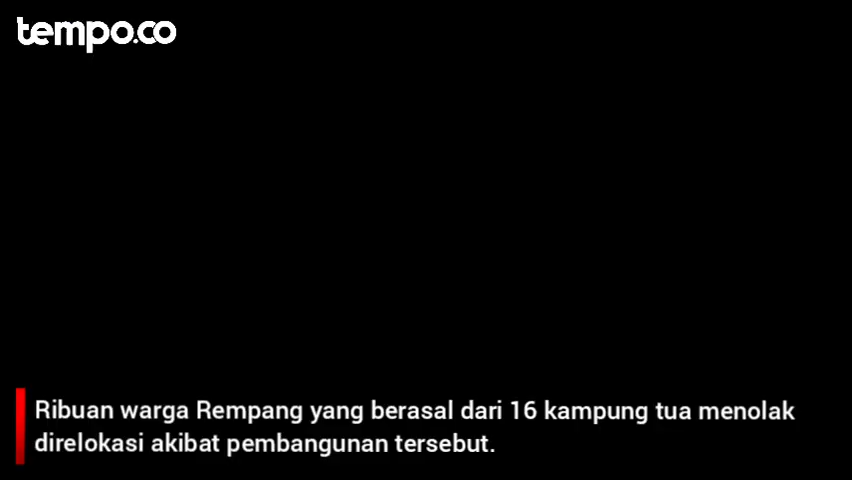 tempo.co
Ribuan warga Rempang yang berasal dari 16 kampung tua menolak
direlokasi akibat pembangunan tersebut.